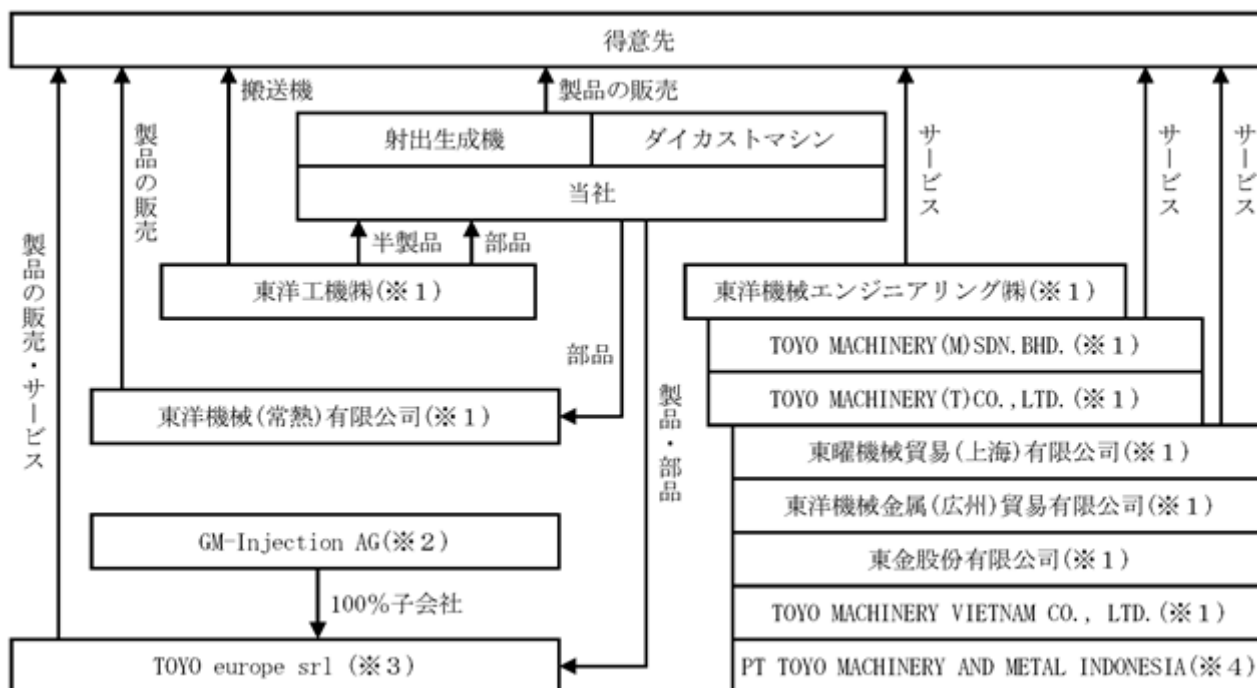 得意先
搬送機
製品の販売
製品の販売
サービス
サービス
サービス
射出生成機
ダイカストマシン
当社
半製品
部品
製品の販売・サービス
東洋工機㈱(※1)
東洋機械エンジニアリング㈱(※1)
TOYO MACHINERY(M)SDN.BHD.(※1)
部品
製品・部品
TOYO MACHINERY(T)CO.,LTD.(※1)
東洋機械(常熱)有限公司(※1)
東曜機械貿易(上海)有限公司(※1)
東洋機械金属(広州)貿易有限公司(※1)
GM-Injection AG(※2)
東金股份有限公司(※1)
100%子会社
TOYO MACHINERY VIETNAM CO., LTD.(※1)
TOYO europe srl (※3)
PT TOYO MACHINERY AND METAL INDONESIA(※4)